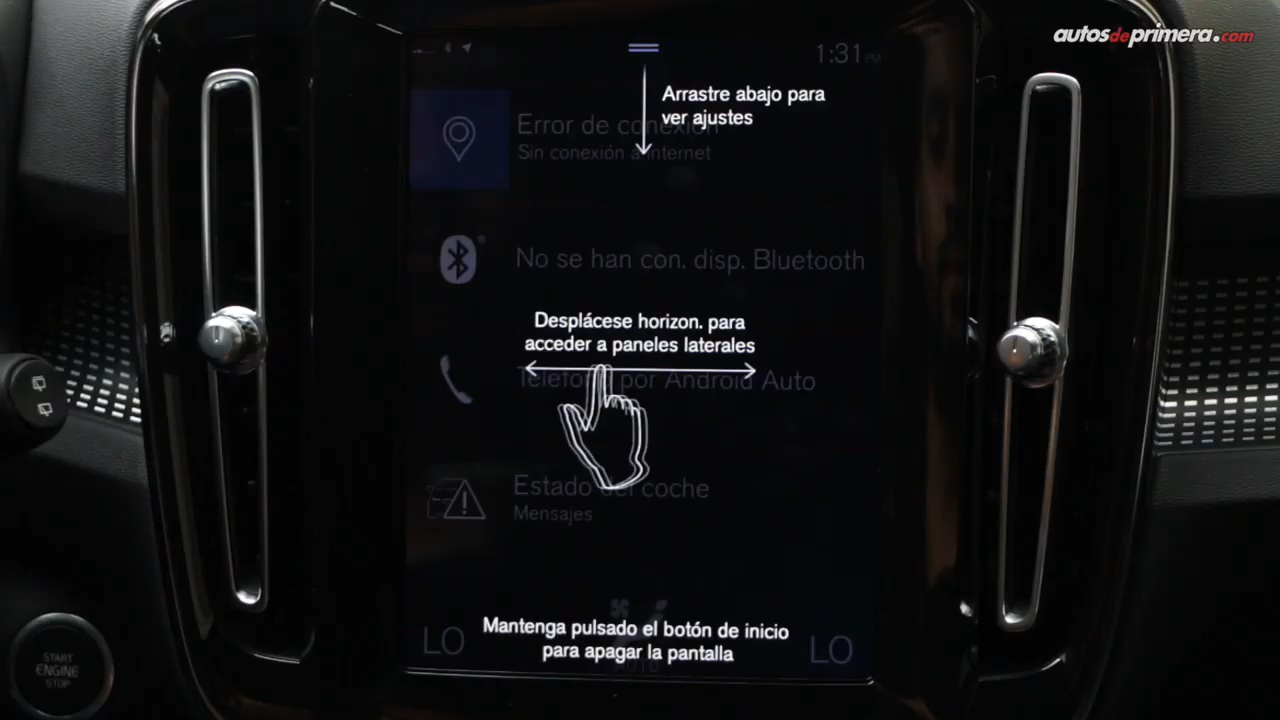 autosdeprimera.com
1:31 PM
Arrastre abajo para
ver ajustes
Error de conexión
Sin conexión a internet
No se han con. disp. Bluetooth
Desplácese horizon. para
acceder a paneles laterales
Teléfono por Android Auto
Estado del coche
Mensajes
Mantenga pulsado el botón de inicio
para apagar la pantalla
LO
LO
START
ENGINE
STOP